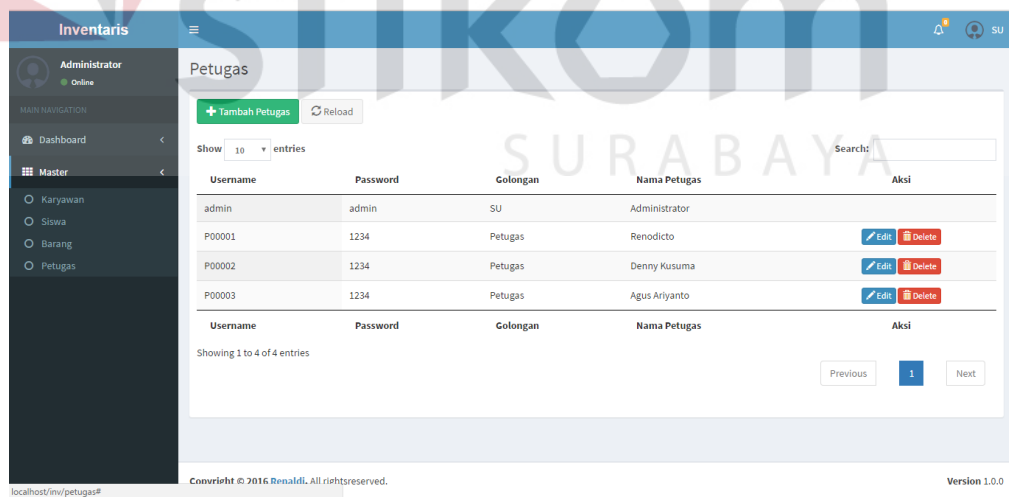 stikom
SURABAYA
Inventaris
SU
Administrator
Online
Petugas
MAIN NAVIGATION
Tambah Petugas Reload
Dashboard
Show 10 entries Search:
Master
Username Password Golongan Nama Petugas Aksi
Karyawan
Siswa
Barang
Petugas
admin admin SU Administrator
P00001 1234 Petugas Renodicto Edit Delete
P00002 1234 Petugas Denny Kusuma Edit Delete
P00003 1234 Petugas Agus Ariyanto Edit Delete
Username Password Golongan Nama Petugas Aksi
Showing 1 to 4 of 4 entries
Previous 1 Next
Copyright © 2016 Renaldi. All rightsreserved. Version 1.0.0
localhost/inv/petugas#